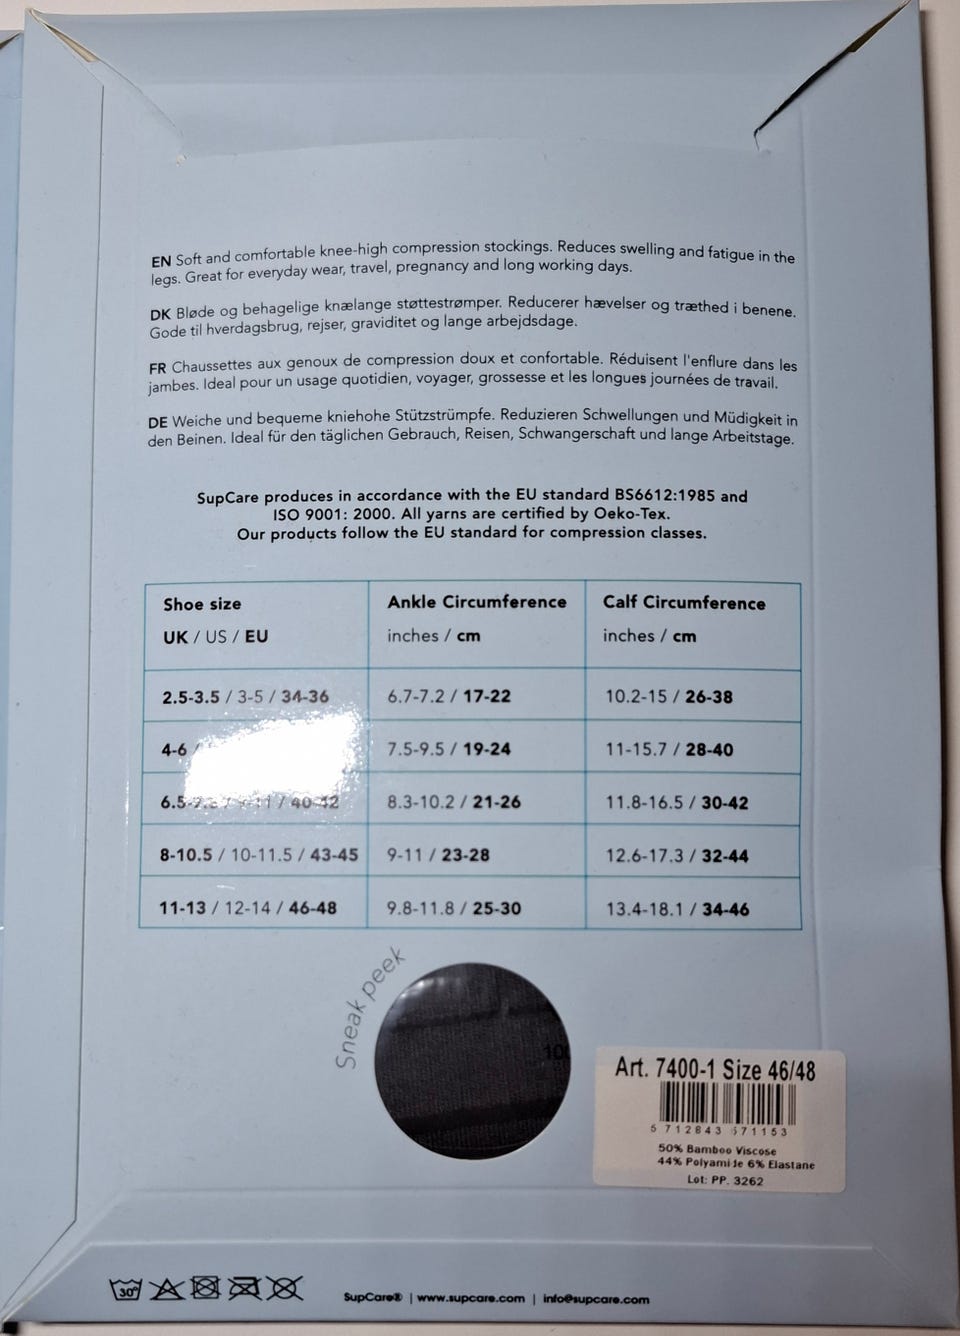 EN Soft and comfortable knee-high compression stockings. Reduces swelling and fatigue in the
legs. Great for everyday wear, travel, pregnancy and long working days.
DK Bløde og behagelige knælange støttestrømper. Reducerer hævelser og træthed i benene.
Gode til hverdagsbrug, rejser, graviditet og lange arbejdsdage.
FR Chaussettes aux genoux de compression doux et confortable. Réduisent l'enflure dans les
jambes. Ideal pour un usage quotidien, voyager, grossesse et les longues journées de travail.
DE Weiche und bequeme kniehohe Stützstrümpfe. Reduzieren Schwellungen und Müdigkeit in
den Beinen. Ideal für den täglichen Gebrauch, Reisen, Schwangerschaft und lange Arbeitstage.
SupCare produces in accordance with the EU standard BS6612:1985 and
ISO 9001: 2000. All yarns are certified by Oeko-Tex.
Our products follow the EU standard for compression classes.
Shoe size Ankle Circumference Calf Circumference
UK / US / EU inches / cm inches / cm
2.5-3.5 / 3-5 / 34-36 6.7-7.2 / 17-22 10.2-15 / 26-38
4-6 / 7.5-9.5 / 19-24 11-15.7 / 28-40
/ 40-42 8.3-10.2 / 21-26 11.8-16.5 / 30-42
8-10.5 / 10-11.5 / 43-45 9-11 / 23-28 12.6-17.3 / 32-44
11-13 / 12-14 / 46-48 9.8-11.8 / 25-30 13.4-18.1 / 34-46
Sneak peek
Art. 7400-1 Size 46/48
5 712843 71153
50% Bamboo Viscose
44% Polyamide 6% Elastane
Lot: PP. 3262
30°
SupCare® | www.supcare.com | info@supcare.com